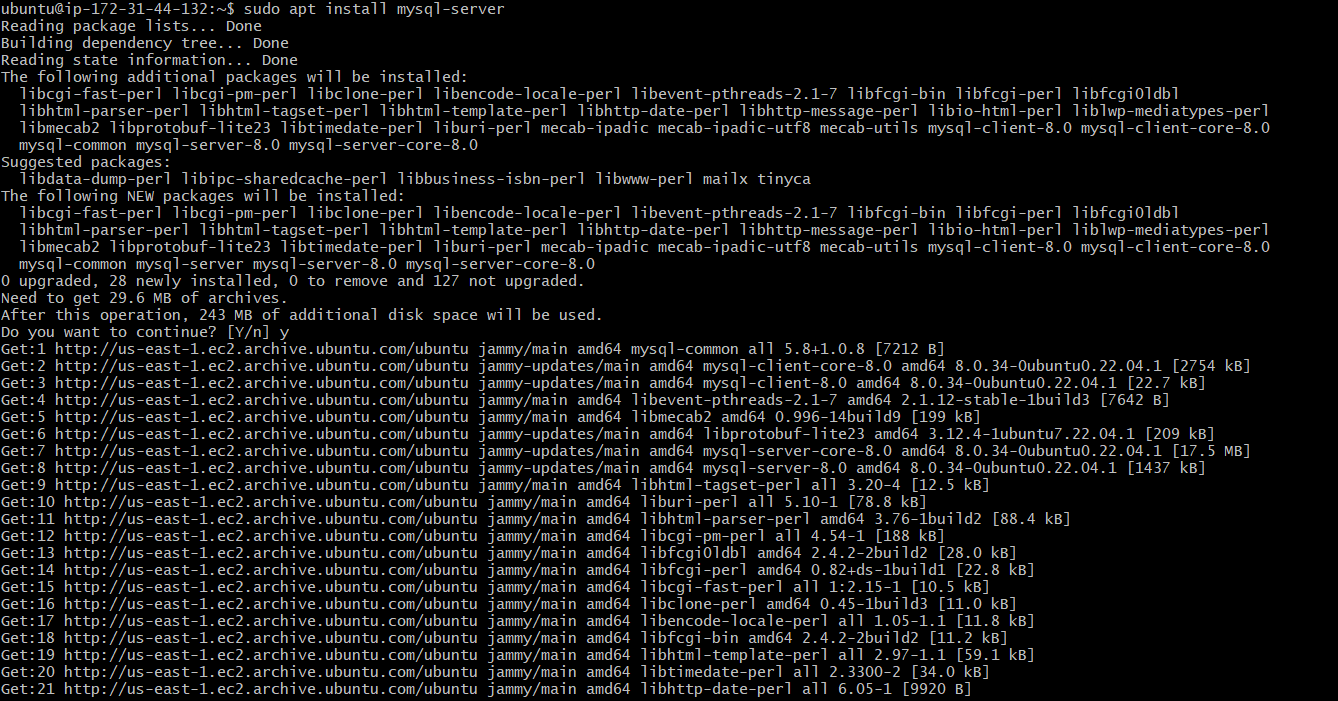 ubuntu@ip-172-31-44-132:~$ sudo apt install mysql-server
Reading package lists... Done
Building dependency tree... Done
Reading state information... Done
The following additional packages will be installed:
  libcgi-fast-perl libcgi-pm-perl libclone-perl libencode-locale-perl libevent-pthreads-2.1-7 libfcgi-bin libfcgi-perl libfcgi0ldbl
  libhtml-parser-perl libhtml-tagset-perl libhtml-template-perl libhttp-date-perl libhttp-message-perl libio-html-perl liblwp-mediatypes-perl
  libmecab2 libprotobuf-lite23 libtimedate-perl liburi-perl mecab-ipadic mecab-ipadic-utf8 mecab-utils mysql-client-8.0 mysql-client-core-8.0
  mysql-common mysql-server-8.0 mysql-server-core-8.0
Suggested packages:
  libdata-dump-perl libipc-sharedcache-perl libbusiness-isbn-perl libwww-perl mailx tinyca
The following NEW packages will be installed:
  libcgi-fast-perl libcgi-pm-perl libclone-perl libencode-locale-perl libevent-pthreads-2.1-7 libfcgi-bin libfcgi-perl libfcgi0ldbl
  libhtml-parser-perl libhtml-tagset-perl libhtml-template-perl libhttp-date-perl libhttp-message-perl libio-html-perl liblwp-mediatypes-perl
  libmecab2 libprotobuf-lite23 libtimedate-perl liburi-perl mecab-ipadic mecab-ipadic-utf8 mecab-utils mysql-client-8.0 mysql-client-core-8.0
  mysql-common mysql-server mysql-server-8.0 mysql-server-core-8.0
0 upgraded, 28 newly installed, 0 to remove and 127 not upgraded.
Need to get 29.6 MB of archives.
After this operation, 243 MB of additional disk space will be used.
Do you want to continue? [Y/n] y
Get:1 http://us-east-1.ec2.archive.ubuntu.com/ubuntu jammy/main amd64 mysql-common all 5.8+1.0.8 [7212 B]
Get:2 http://us-east-1.ec2.archive.ubuntu.com/ubuntu jammy-updates/main amd64 mysql-client-core-8.0 amd64 8.0.34-0ubuntu0.22.04.1 [2754 kB]
Get:3 http://us-east-1.ec2.archive.ubuntu.com/ubuntu jammy-updates/main amd64 mysql-client-8.0 amd64 8.0.34-0ubuntu0.22.04.1 [22.7 kB]
Get:4 http://us-east-1.ec2.archive.ubuntu.com/ubuntu jammy/main amd64 libevent-pthreads-2.1-7 amd64 2.1.12-stable-1build3 [7642 B]
Get:5 http://us-east-1.ec2.archive.ubuntu.com/ubuntu jammy/main amd64 libmecab2 amd64 0.996-14build9 [199 kB]
Get:6 http://us-east-1.ec2.archive.ubuntu.com/ubuntu jammy-updates/main amd64 libprotobuf-lite23 amd64 3.12.4-1ubuntu7.22.04.1 [209 kB]
Get:7 http://us-east-1.ec2.archive.ubuntu.com/ubuntu jammy-updates/main amd64 mysql-server-core-8.0 amd64 8.0.34-0ubuntu0.22.04.1 [17.5 MB]
Get:8 http://us-east-1.ec2.archive.ubuntu.com/ubuntu jammy-updates/main amd64 mysql-server-8.0 amd64 8.0.34-0ubuntu0.22.04.1 [1437 kB]
Get:9 http://us-east-1.ec2.archive.ubuntu.com/ubuntu jammy/main amd64 libhtml-tagset-perl all 3.20-4 [12.5 kB]
Get:10 http://us-east-1.ec2.archive.ubuntu.com/ubuntu jammy/main amd64 liburi-perl all 5.10-1 [78.8 kB]
Get:11 http://us-east-1.ec2.archive.ubuntu.com/ubuntu jammy/main amd64 libhtml-parser-perl amd64 3.76-1build2 [88.4 kB]
Get:12 http://us-east-1.ec2.archive.ubuntu.com/ubuntu jammy/main amd64 libcgi-pm-perl all 4.54-1 [188 kB]
Get:13 http://us-east-1.ec2.archive.ubuntu.com/ubuntu jammy/main amd64 libfcgi0ldbl amd64 2.4.2-2build2 [28.0 kB]
Get:14 http://us-east-1.ec2.archive.ubuntu.com/ubuntu jammy/main amd64 libfcgi-perl amd64 0.82+ds-1build1 [22.8 kB]
Get:15 http://us-east-1.ec2.archive.ubuntu.com/ubuntu jammy/main amd64 libcgi-fast-perl all 1:2.15-1 [10.5 kB]
Get:16 http://us-east-1.ec2.archive.ubuntu.com/ubuntu jammy/main amd64 libclone-perl amd64 0.45-1build3 [11.0 kB]
Get:17 http://us-east-1.ec2.archive.ubuntu.com/ubuntu jammy/main amd64 libencode-locale-perl all 1.05-1.1 [11.8 kB]
Get:18 http://us-east-1.ec2.archive.ubuntu.com/ubuntu jammy/main amd64 libfcgi-bin amd64 2.4.2-2build2 [11.2 kB]
Get:19 http://us-east-1.ec2.archive.ubuntu.com/ubuntu jammy/main amd64 libhtml-template-perl all 2.97-1.1 [59.1 kB]
Get:20 http://us-east-1.ec2.archive.ubuntu.com/ubuntu jammy/main amd64 libtimedate-perl all 2.3300-2 [34.0 kB]
Get:21 http://us-east-1.ec2.archive.ubuntu.com/ubuntu jammy/main amd64 libhttp-date-perl all 6.05-1 [9920 B]